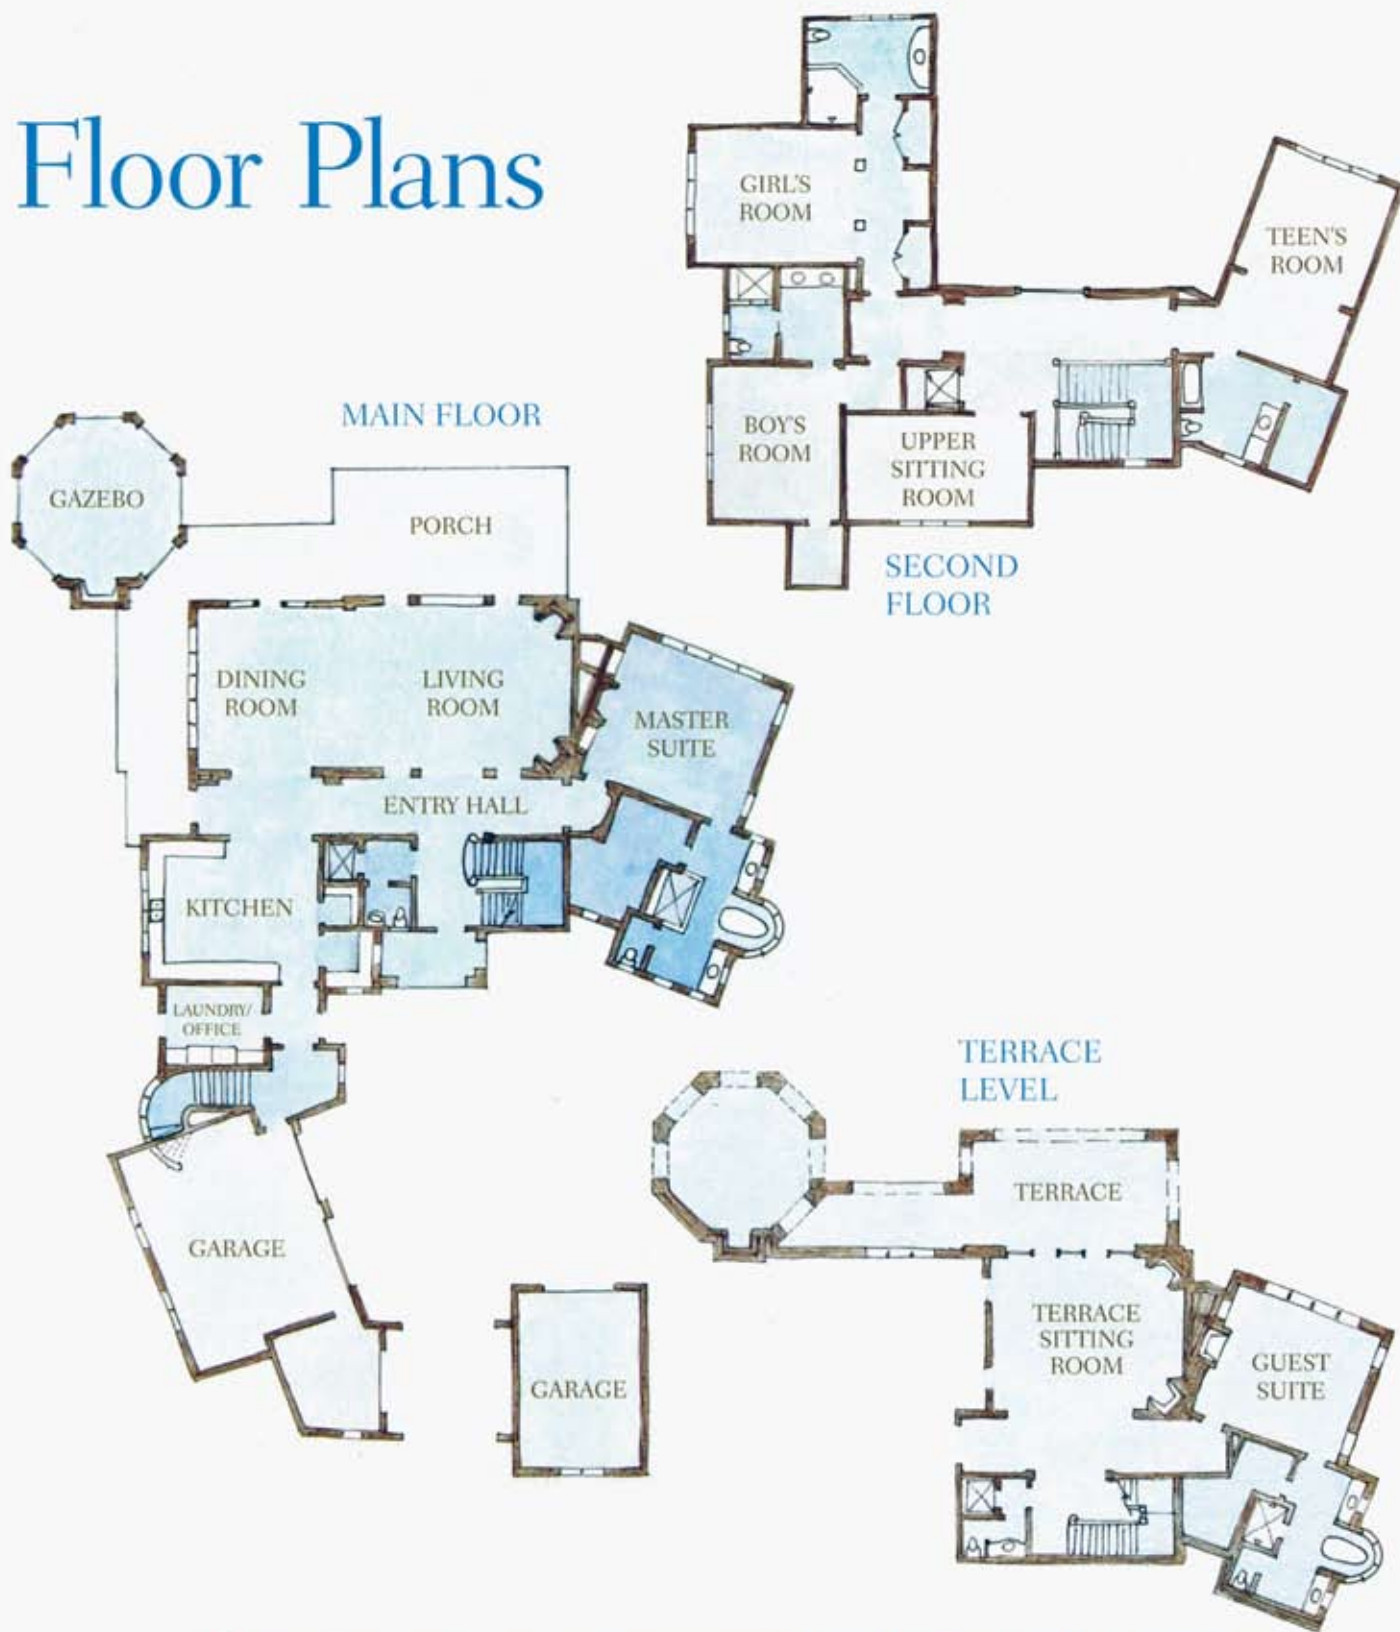 Floor Plans
GIRL'S
ROOM
TEEN'S
ROOM
BOY'S
ROOM
UPPER
SITTING
ROOM
SECOND
FLOOR
MAIN FLOOR
GAZEBO
PORCH
DINING
ROOM
LIVING
ROOM
MASTER
SUITE
ENTRY HALL
KITCHEN
LAUNDRY/
OFFICE
GARAGE
GARAGE
TERRACE
LEVEL
TERRACE
TERRACE
SITTING
ROOM
GUEST
SUITE